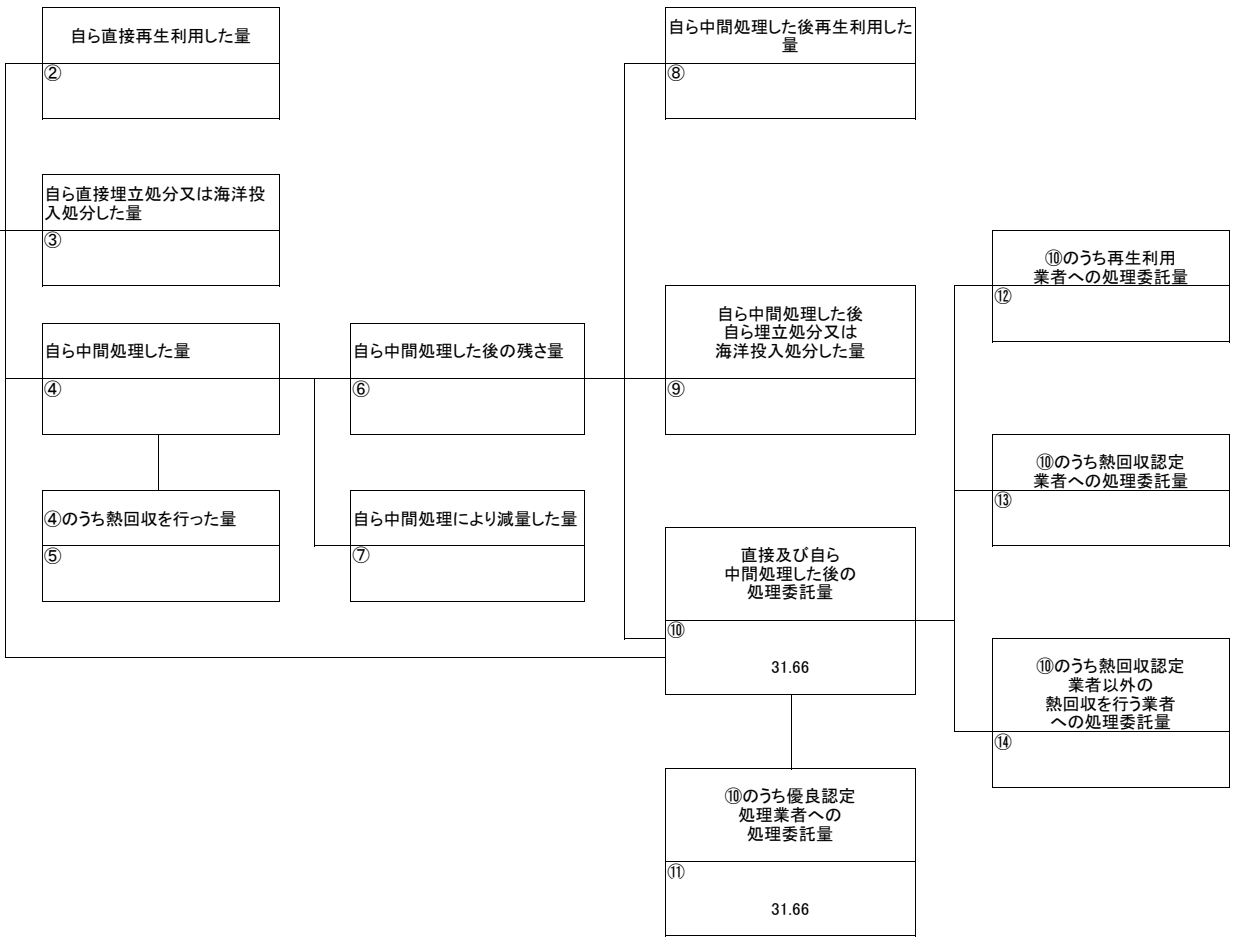 自ら直接再生利用した量
②
自ら中間処理した後再生利用した
量
⑧
自ら直接埋立処分又は海洋投
入処分した量
③
自ら中間処理した量
④
自ら中間処理した後の残さ量
⑥
自ら中間処理した後
自ら埋立処分又は
海洋投入処分した量
⑨
⑩のうち再生利用
業者への処理委託量
⑫
④のうち熱回収を行った量
⑤
自ら中間処理により減量した量
⑦
直接及び自ら
中間処理した後の
処理委託量
⑩
31.66
⑩のうち熱回収認定
業者への処理委託量
⑬
⑩のうち熱回収認定
業者以外の
熱回収を行う業者
への処理委託量
⑭
⑩のうち優良認定
処理業者への
処理委託量
⑪
31.66